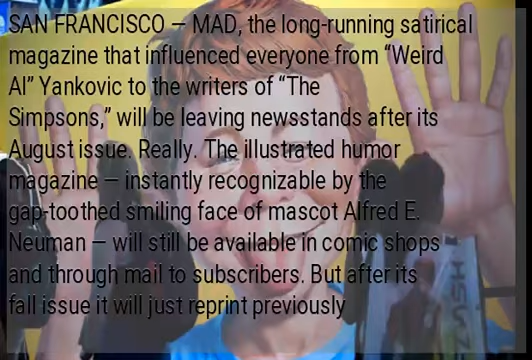 SAN FRANCISCO — MAD, the long-running satirical
magazine that influenced everyone from “Weird
Al” Yankovic to the writers of “The
Simpsons,” will be leaving newsstands after its
August issue. Really. The illustrated humor
magazine — instantly recognizable by the
gap-toothed smiling face of mascot Alfred E.
Neuman — will still be available in comic shops
and through mail to subscribers. But after its
fall issue it will just reprint previously